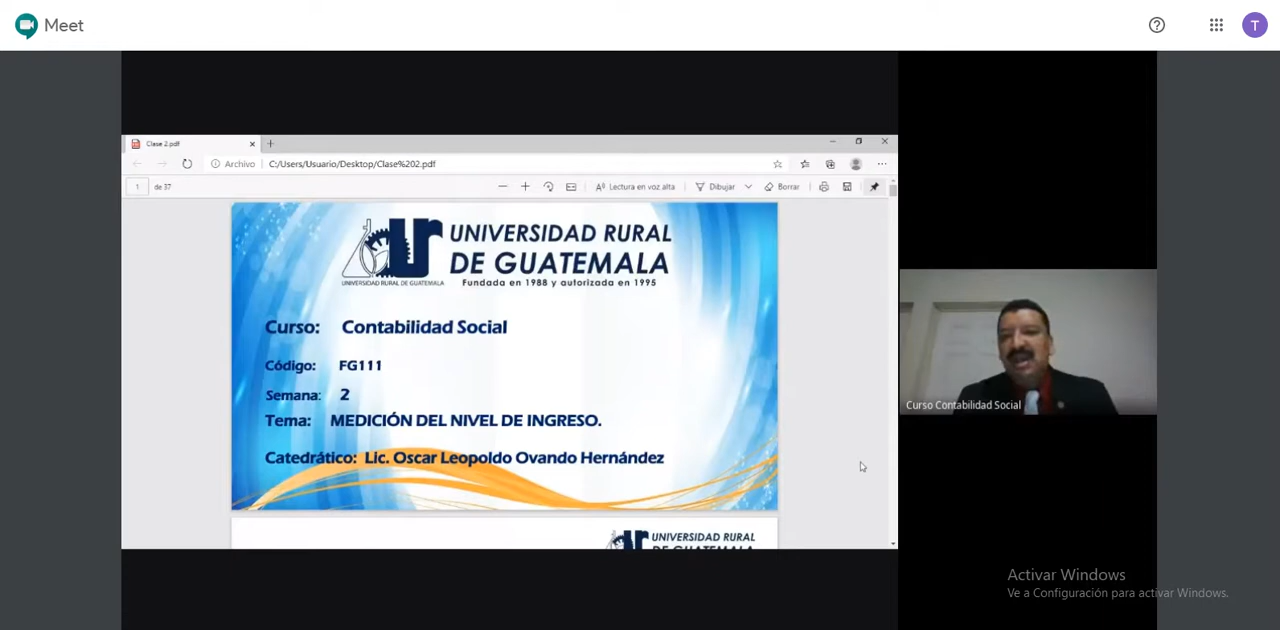 Meet
T
Clase 2.pdf
Archivo
C:/Users/Usuario/Desktop/Clase%202.pdf
1 de 37
Lectura en voz alta
Dibujar
Borrar
ur
UNIVERSIDAD RURAL DE GUATEMALA
UNIVERSIDAD RURAL
DE GUATEMALA
Fundada en 1988 y autorizada en 1995
Curso: Contabilidad Social
Código: FG111
Semana: 2
Tema: MEDICIÓN DEL NIVEL DE INGRESO.
Catedrático: Lic. Oscar Leopoldo Ovando Hernández
UNIVERSIDAD RURAL
DE GUATEMALA
Curso Contabilidad Social
Activar Windows
Ve a Configuración para activar Windows.